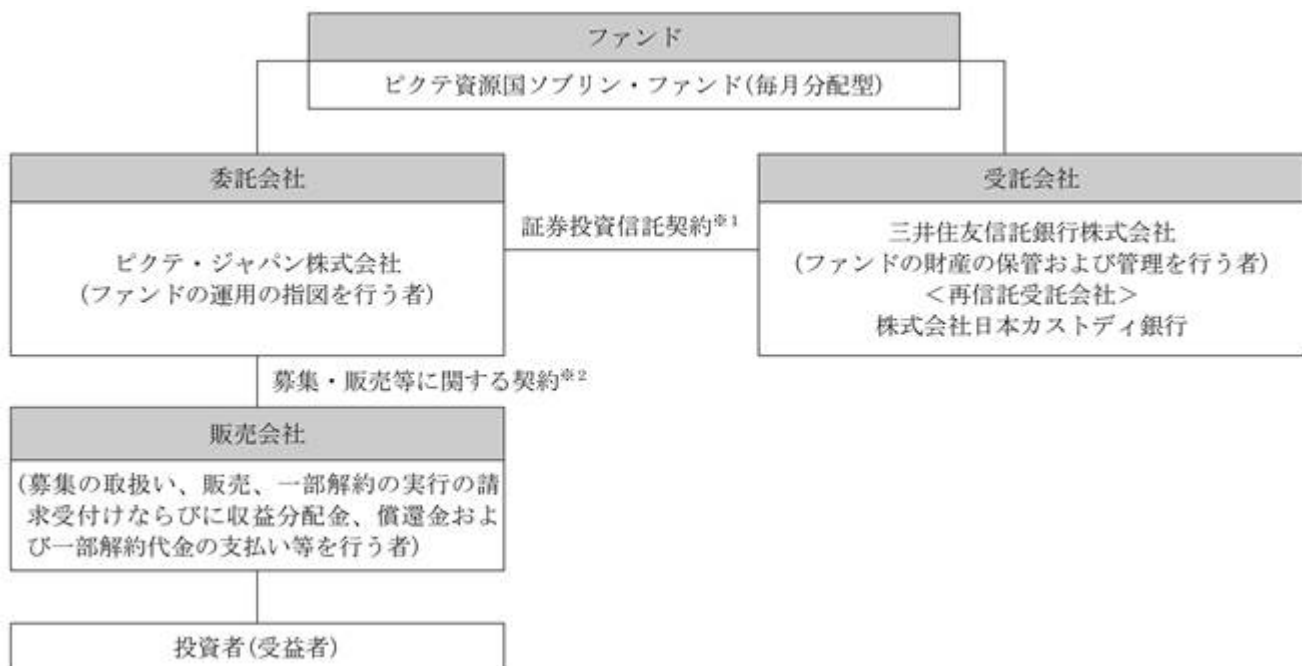 ファンド
ピクテ資源国ソブリン・ファンド(毎月分配型)
委託会社
ピクテ・ジャパン株式会社
(ファンドの運用の指図を行う者)
証券投資信託契約※1
受託会社
三井住友信託銀行株式会社
(ファンドの財産の保管および管理を行う者)
<再信託受託会社>
株式会社日本カストディ銀行
募集・販売等に関する契約※2
販売会社
(募集の取扱い、販売、一部解約の実行の請
求受付けならびに収益分配金、償還金およ
び一部解約代金の支払い等を行う者)
投資者(受益者)